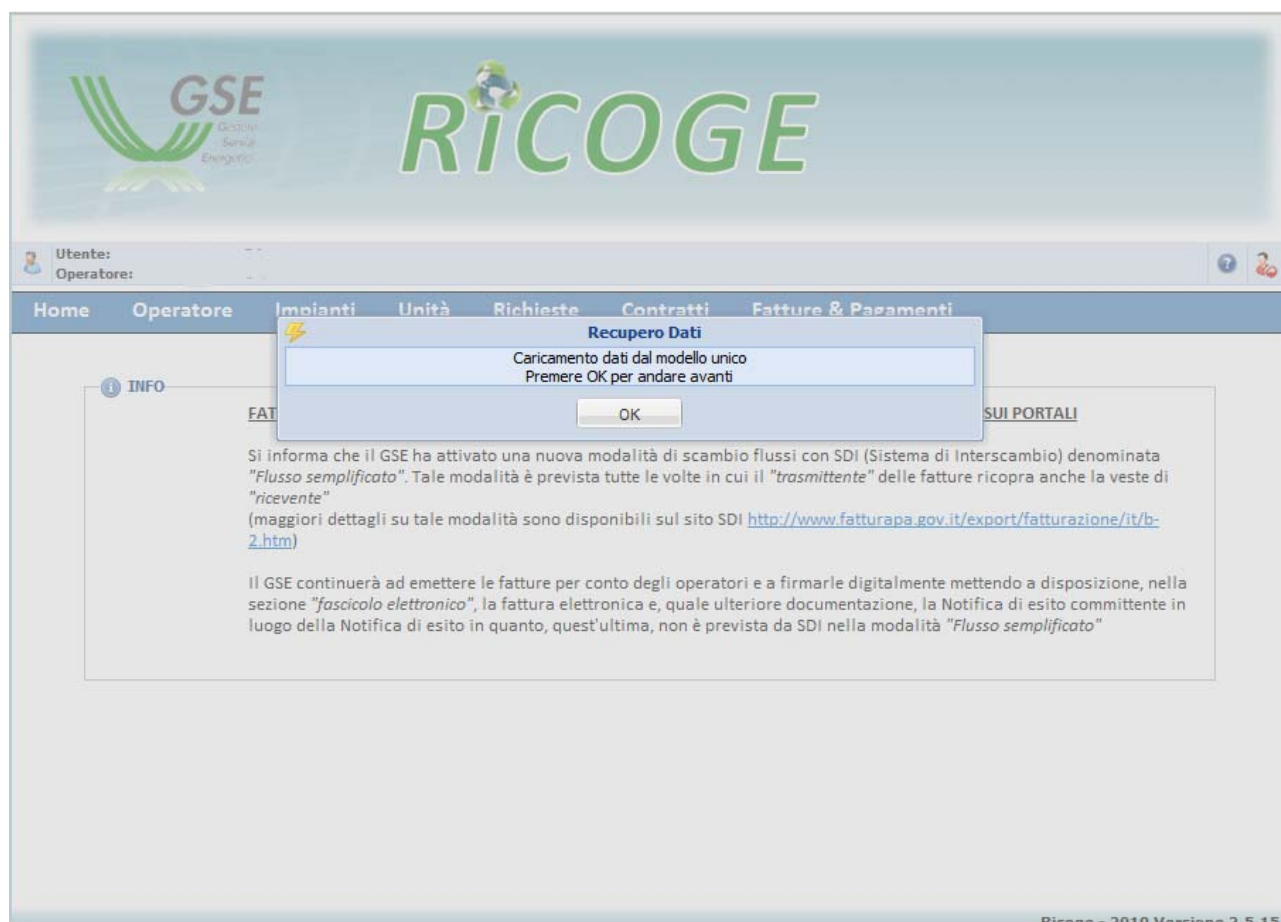 GSE
Gestore
Servizi
Energetici
RiCOGE
Utente:
Operatore:
Home Operatore Impianti Unità Richieste Contratti Fatture & Pagamenti
Recupero Dati
Caricamento dati dal modello unico
Premere OK per andare avanti
OK
INFO
SUI PORTALI
Si informa che il GSE ha attivato una nuova modalità di scambio flussi con SDI (Sistema di Interscambio) denominata
"Flusso semplificato". Tale modalità è prevista tutte le volte in cui il "trasmittente" delle fatture ricopra anche la veste di
"ricevente"
(maggiori dettagli su tale modalità sono disponibili sul sito SDI http://www.fatturapa.gov.it/export/fatturazione/it/b-
2.htm)
Il GSE continuerà ad emettere le fatture per conto degli operatori e a firmarle digitalmente mettendo a disposizione, nella
sezione "fascicolo elettronico", la fattura elettronica e, quale ulteriore documentazione, la Notifica di esito committente in
luogo della Notifica di esito in quanto, quest'ultima, non è prevista da SDI nella modalità "Flusso semplificato"
Ricoge - 2010 Versione 2.5.15